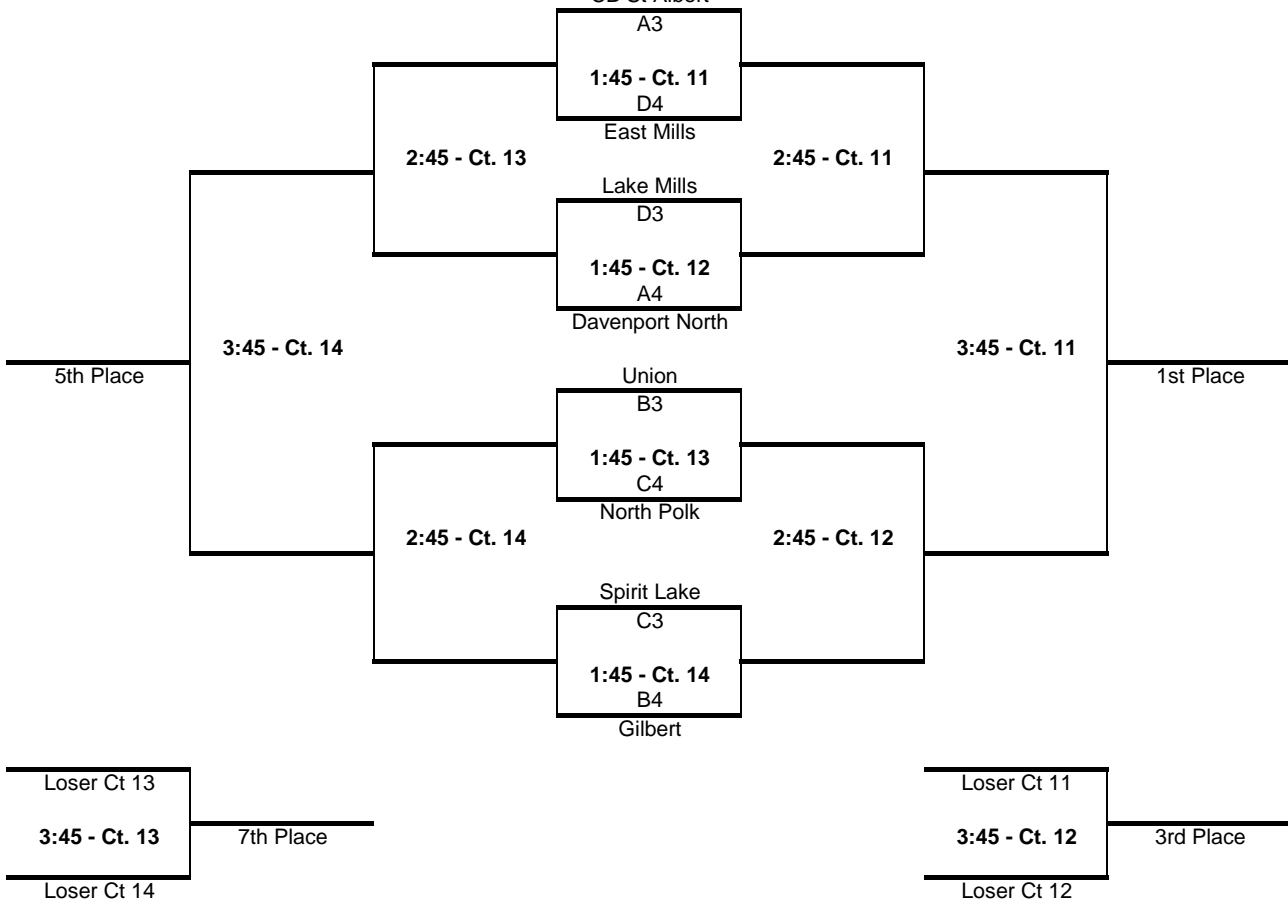 A3
1:45 - Ct. 11
D4
East Mills
2:45 - Ct. 13
2:45 - Ct. 11
Lake Mills
D3
1:45 - Ct. 12
A4
Davenport North
3:45 - Ct. 14
3:45 - Ct. 11
5th Place
1st Place
Union
B3
1:45 - Ct. 13
C4
North Polk
2:45 - Ct. 14
2:45 - Ct. 12
Spirit Lake
C3
1:45 - Ct. 14
B4
Gilbert
Loser Ct 13
3:45 - Ct. 13
7th Place
Loser Ct 14
Loser Ct 11
3:45 - Ct. 12
3rd Place
Loser Ct 12